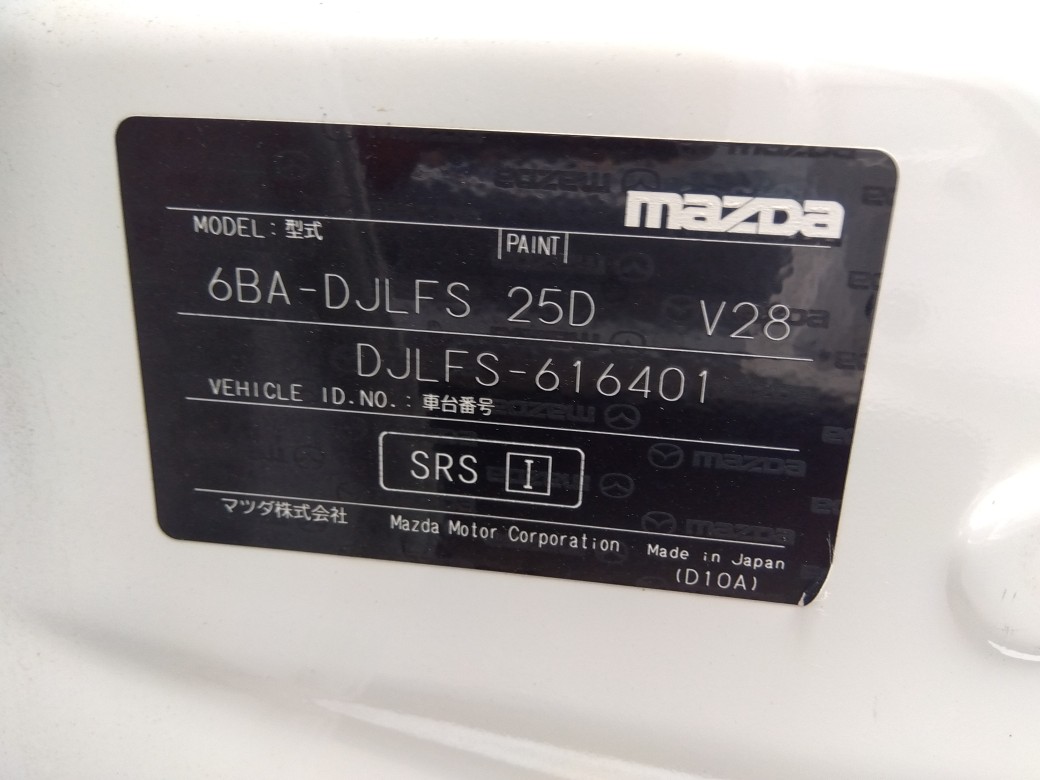 mazda
MODEL : 型式
PAINT
6BA-DJLFS 25D V28
DJLFS-616401
VEHICLE ID.NO. : 車台番号
SRS I
マツダ株式会社 Mazda Motor Corporation Made in Japan
(D10A)